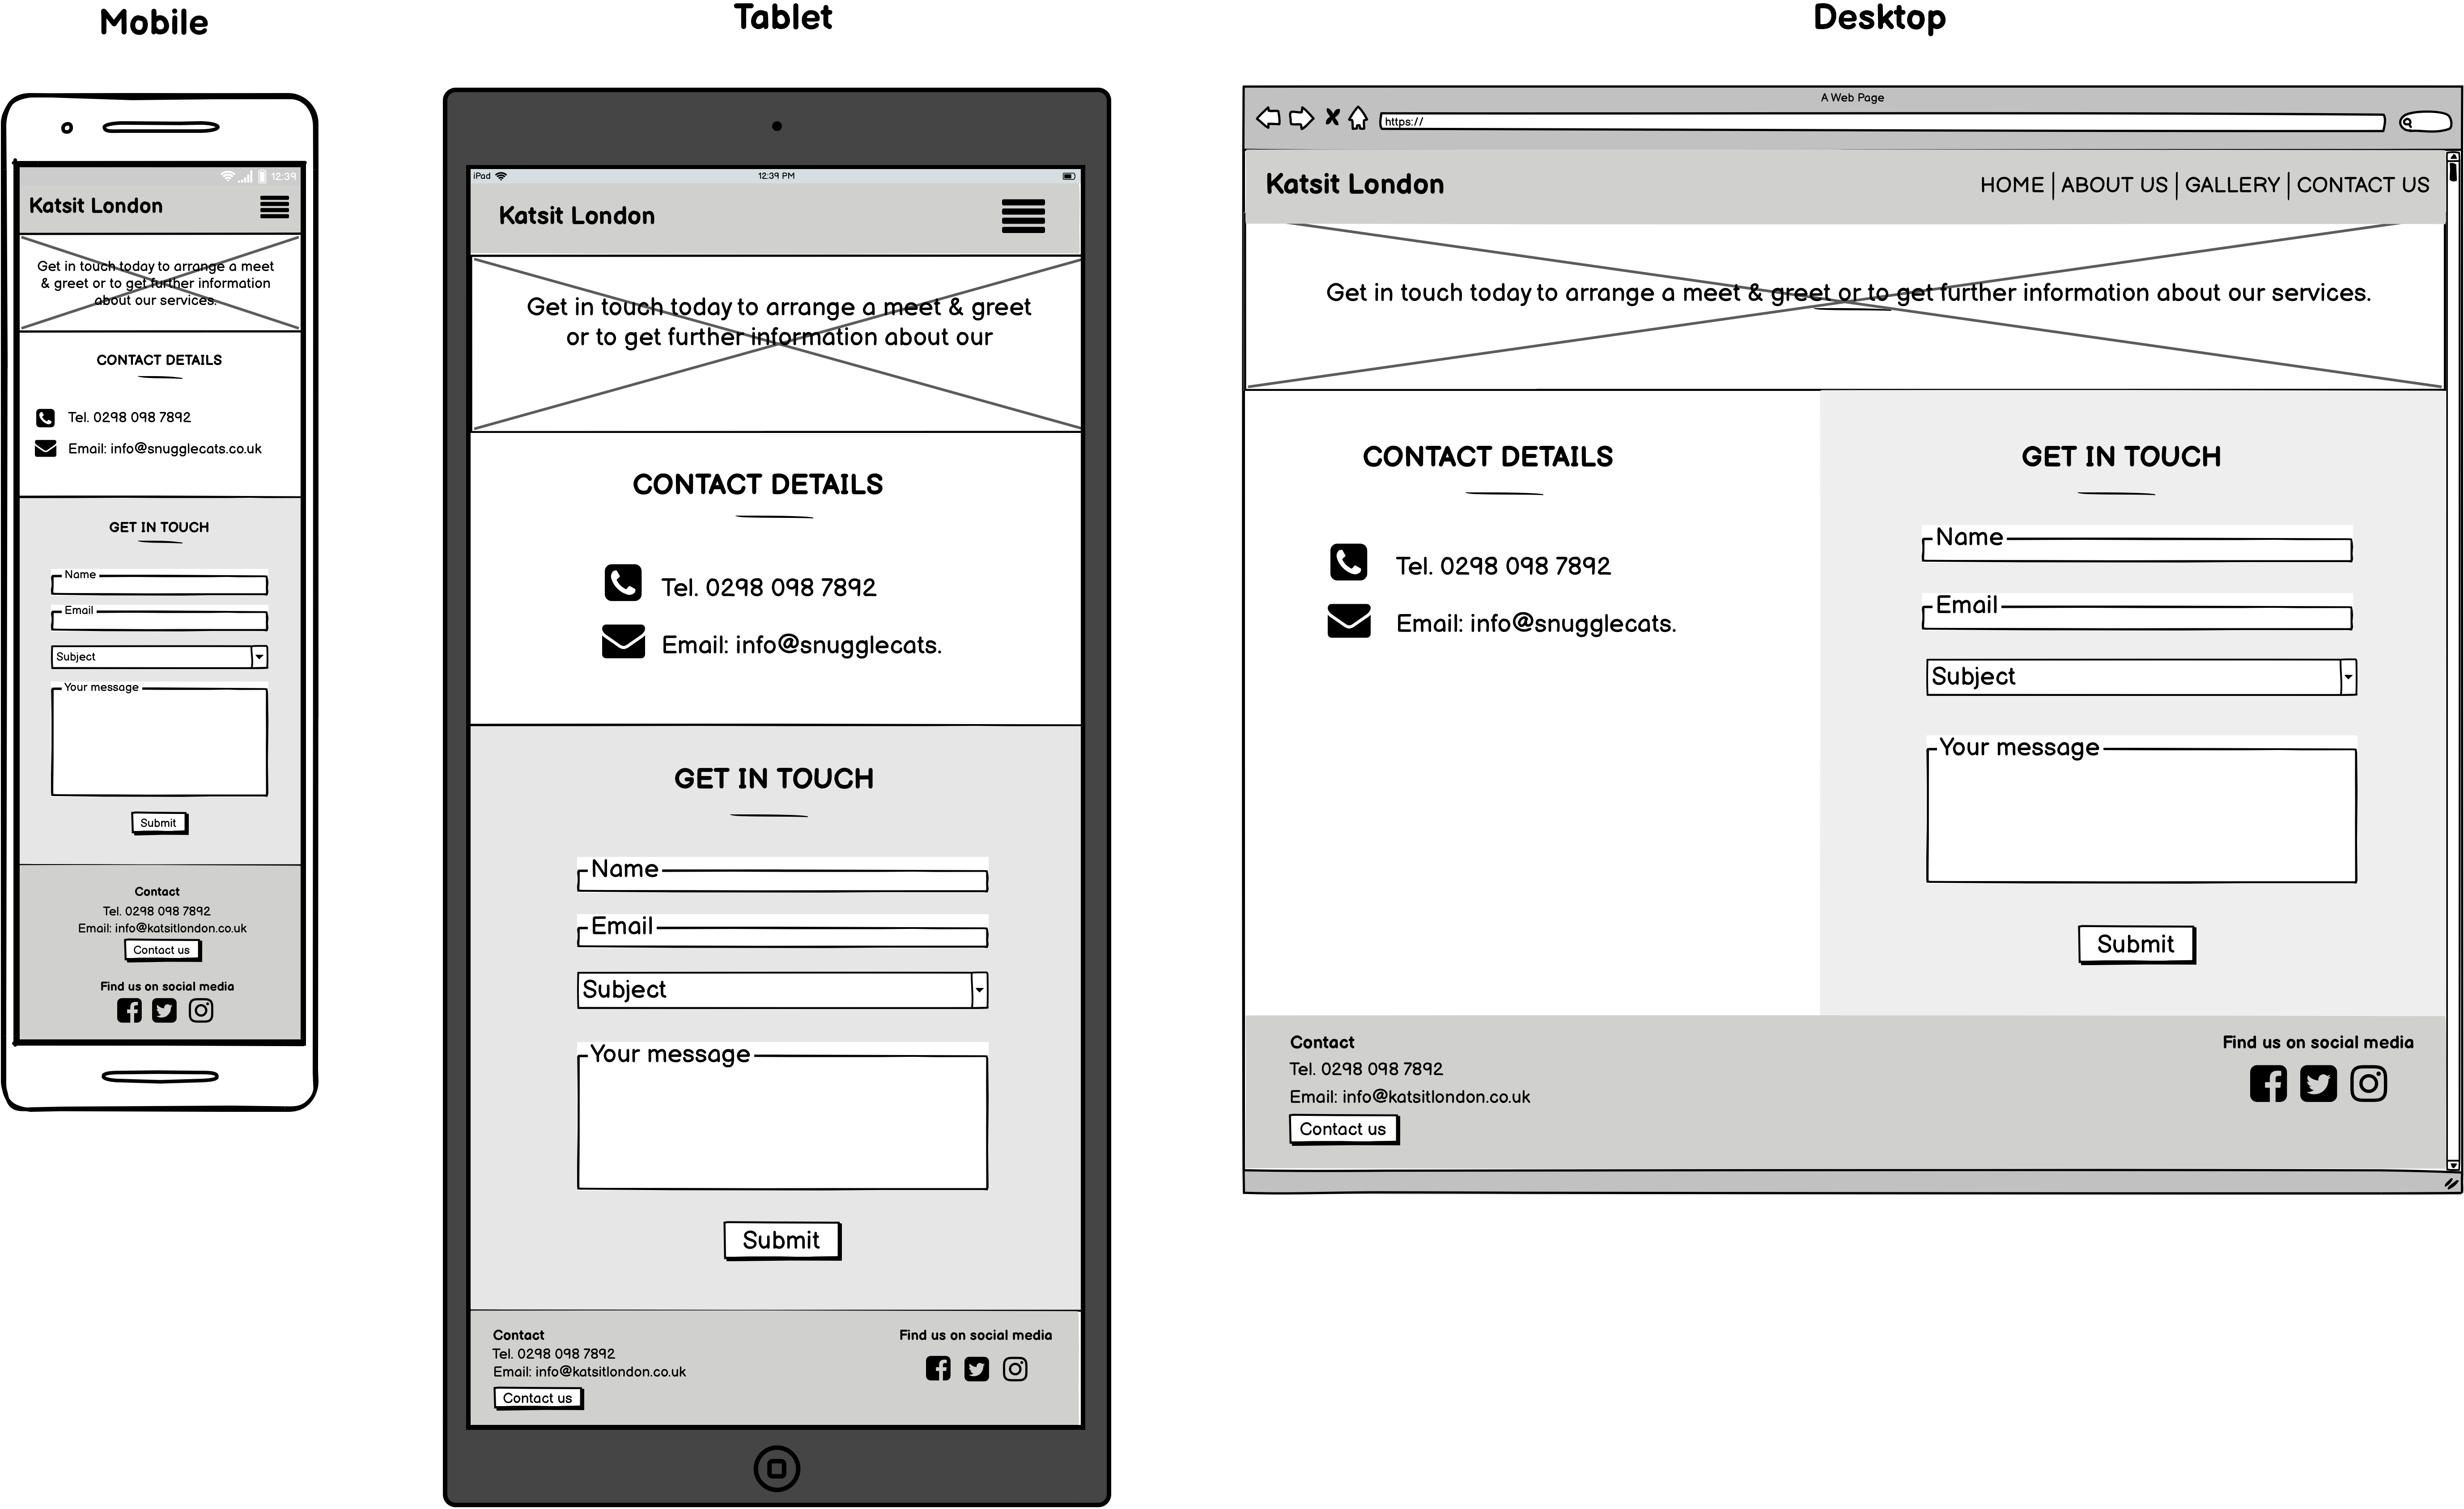 Mobile
12:39
Katsit London
Get in touch today to arrange a meet
& greet or to get further information
about our services.
CONTACT DETAILS
Tel. 0298 098 7892
Email: info@snugglecats.co.uk
GET IN TOUCH
Name
Email
Subject
Your message
Submit
Contact
Tel. 0298 098 7892
Email: info@katsitlondon.co.uk
Contact us
Find us on social media
Tablet
iPad 12:39 PM
Katsit London
Get in touch today to arrange a meet & greet
or to get further information about our
CONTACT DETAILS
Tel. 0298 098 7892
Email: info@snugglecats.
GET IN TOUCH
Name
Email
Subject
Your message
Submit
Contact
Tel. 0298 098 7892
Email: info@katsitlondon.co.uk
Contact us
Find us on social media
Desktop
A Web Page
https://
Katsit London
HOME | ABOUT US | GALLERY | CONTACT US
Get in touch today to arrange a meet & greet or to get further information about our services.
CONTACT DETAILS
Tel. 0298 098 7892
Email: info@snugglecats.
GET IN TOUCH
Name
Email
Subject
Your message
Submit
Contact
Tel. 0298 098 7892
Email: info@katsitlondon.co.uk
Contact us
Find us on social media